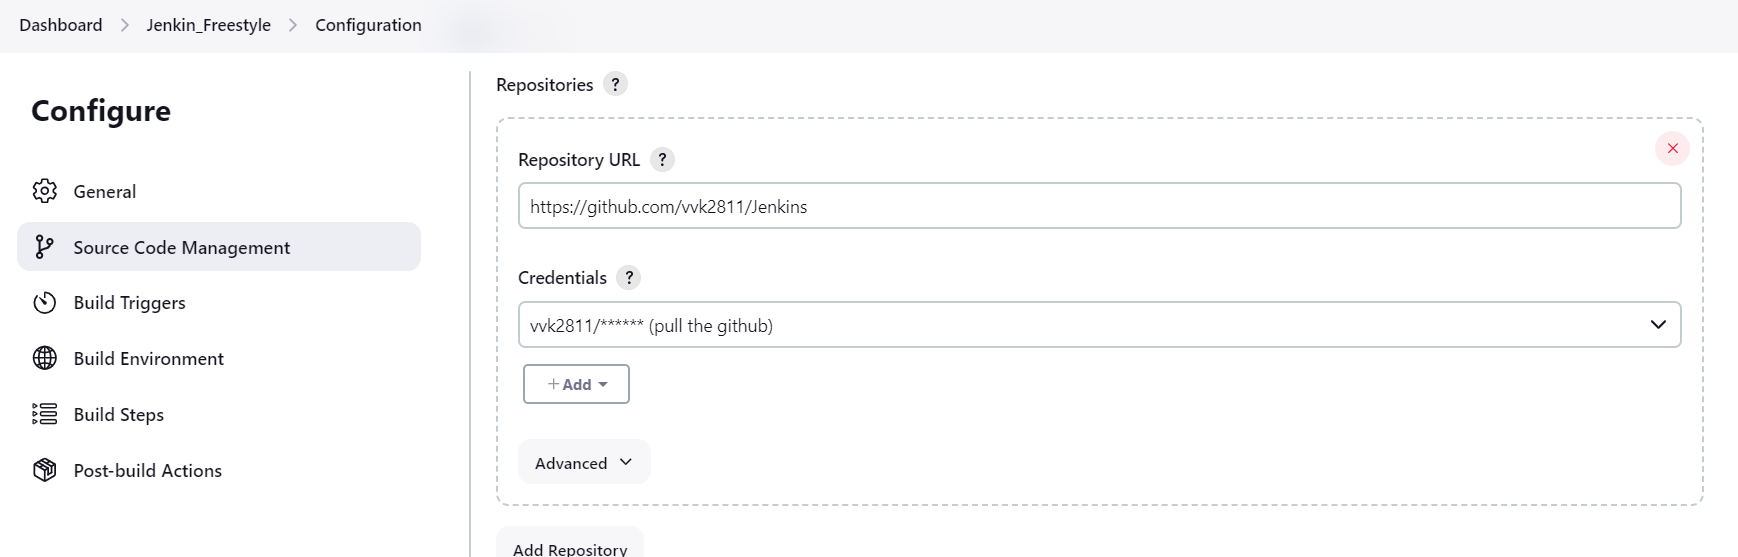 Dashboard > Jenkin_Freestyle > Configuration
Configure
General
Source Code Management
Build Triggers
Build Environment
Build Steps
Post-build Actions
Repositories ?
Repository URL ?
https://github.com/vvk2811/Jenkins
Credentials ?
vvk2811/****** (pull the github)
+ Add
Advanced
Add Repository